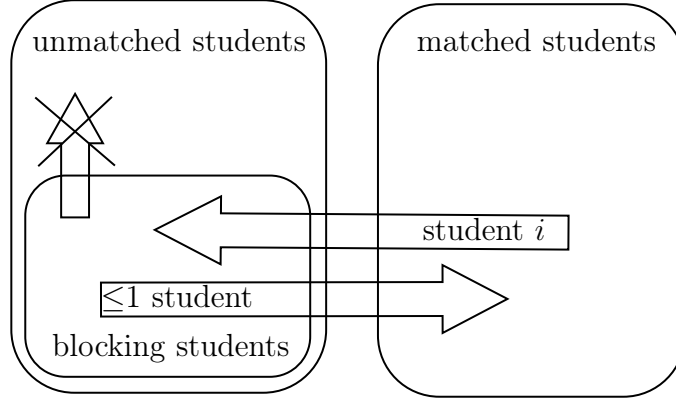 unmatched students
matched students
student i
≤1 student
blocking students